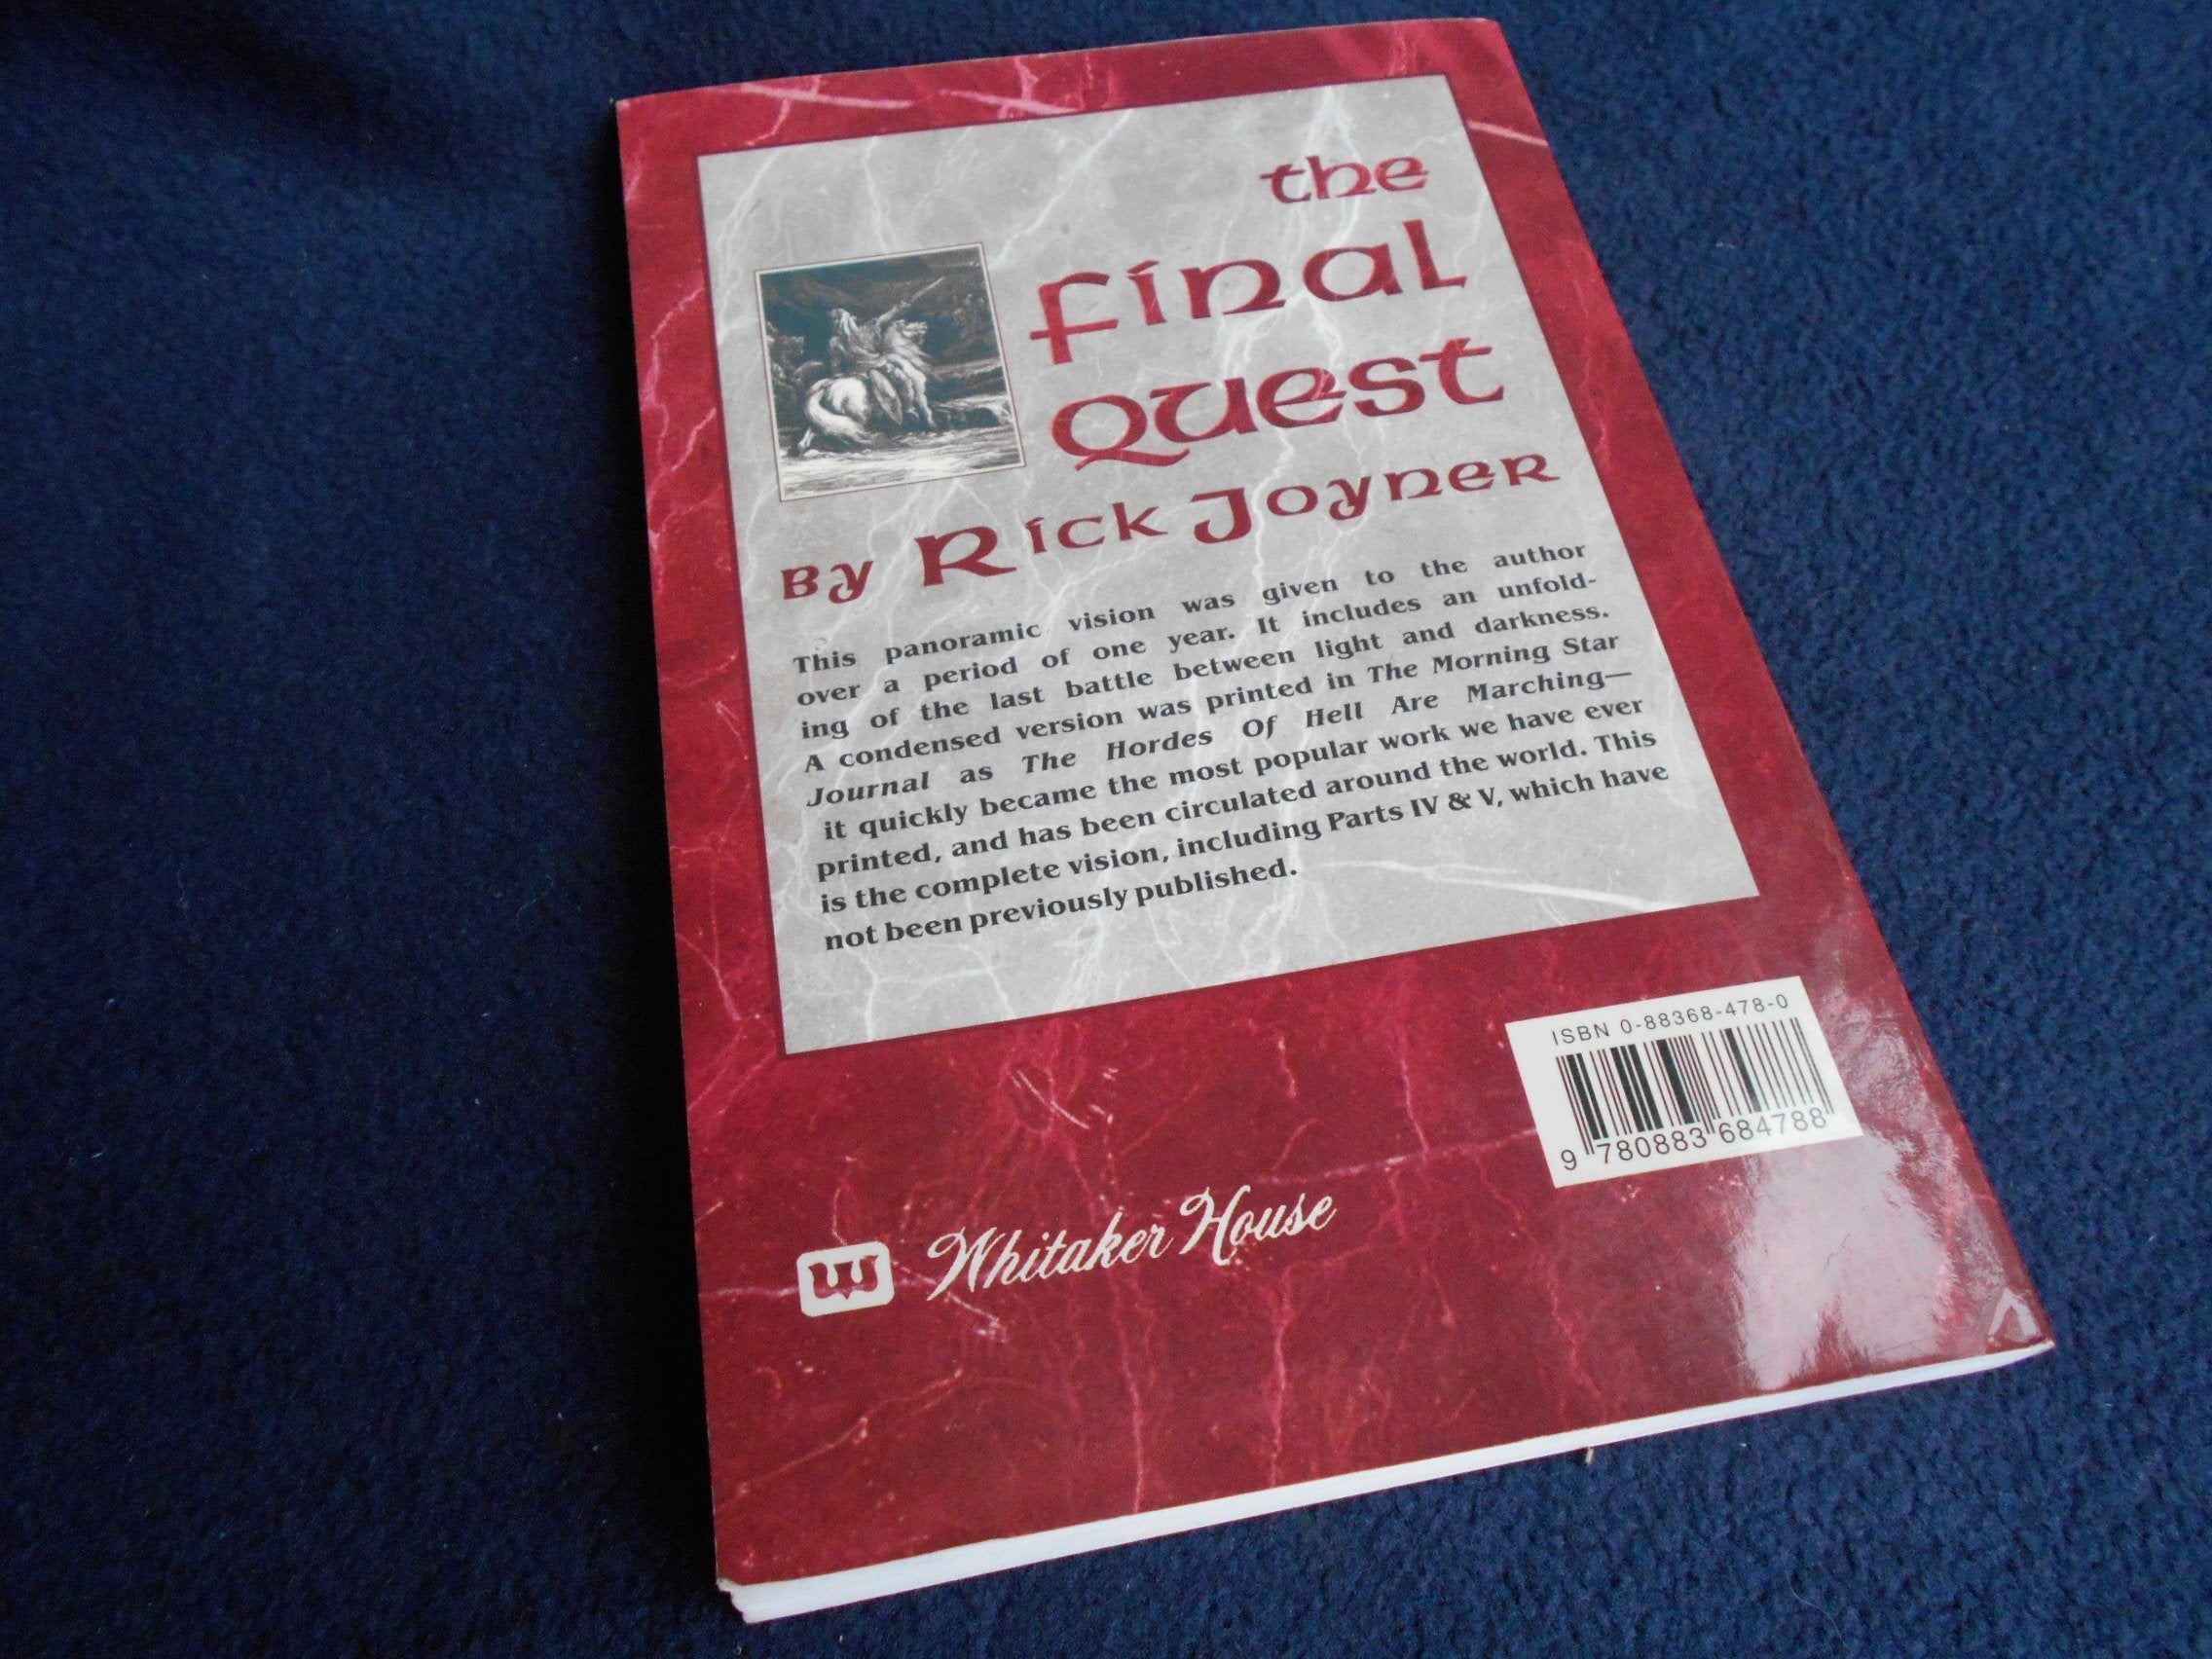 the
final
quest
By Rick Joyner
This panoramic vision was given to the author
over a period of one year. It includes an unfold-
ing of the last battle between light and darkness.
A condensed version was printed in The Morning Star
Journal as The Hordes Of Hell Are Marching—
it quickly became the most popular work we have ever
printed, and has been circulated around the world. This
is the complete vision, including Parts IV & V, which have
not been previously published.
ISBN 0-88368-478-0
9 780883 684788
W Whitaker House